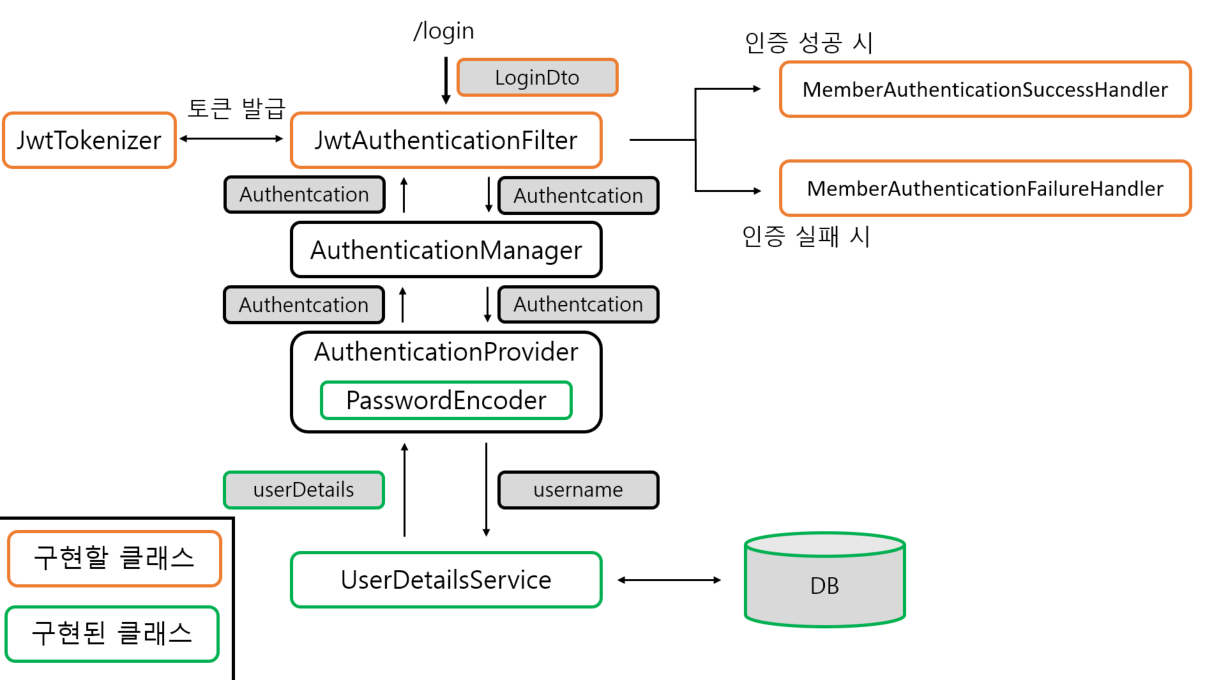 /login
인증 성공 시
LoginDto
MemberAuthenticationSuccessHandler
토큰 발급
JwtTokenizer
JwtAuthenticationFilter
Authentcation
Authentcation
MemberAuthenticationFailureHandler
인증 실패 시
AuthenticationManager
Authentcation
Authentcation
AuthenticationProvider
PasswordEncoder
userDetails
username
구현할 클래스
UserDetailsService
DB
구현된 클래스